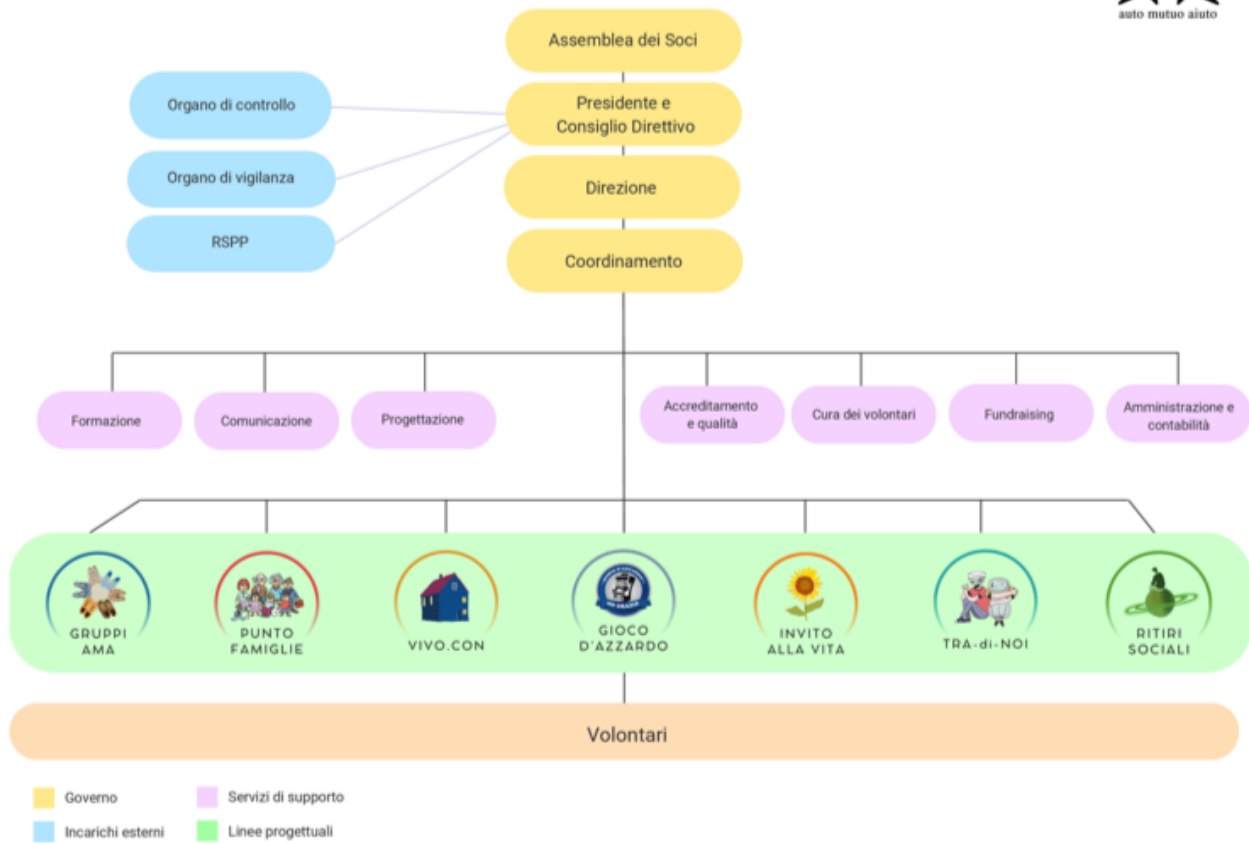 auto mutuo aiuto
Assemblea dei Soci
Organo di controllo
Presidente e
Consiglio Direttivo
Organo di vigilanza
Direzione
RSPP
Coordinamento
Formazione
Comunicazione
Progettazione
Accreditamento
e qualità
Cura dei volontari
Fundraising
Amministrazione e
contabilità
GRUPPI
AMA
PUNTO
FAMIGLIE
VIVO.CON
GIOCO
D'AZZARDO
INVITO
ALLA VITA
TRA-di-NOI
RITIRI
SOCIALI
Volontari
Governo
Servizi di supporto
Incarichi esterni
Linee progettuali